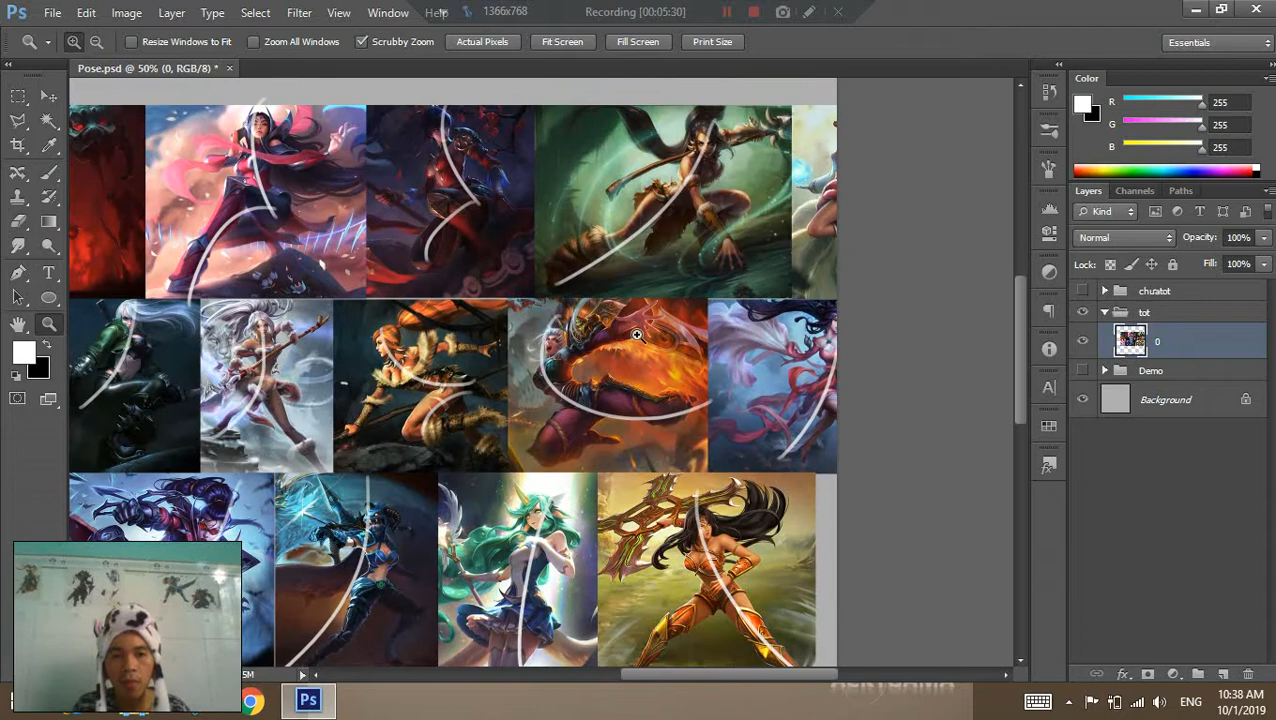 Ps File Edit Image Layer Type Select Filter View Window Help
1366x768 Recording [00:05:30]
Resize Windows to Fit Zoom All Windows Scrubby Zoom Actual Pixels Fit Screen Fill Screen Print Size Essentials
Pose.psd @ 50% (0, RGB/8) * ×
Color
R 255
G 255
B 255
Layers Channels Paths
Kind
Normal Opacity: 100%
Lock: Fill: 100%
chuatot
tot
0
Demo
Background
5M
Ps ENG
10:38 AM
10/1/2019